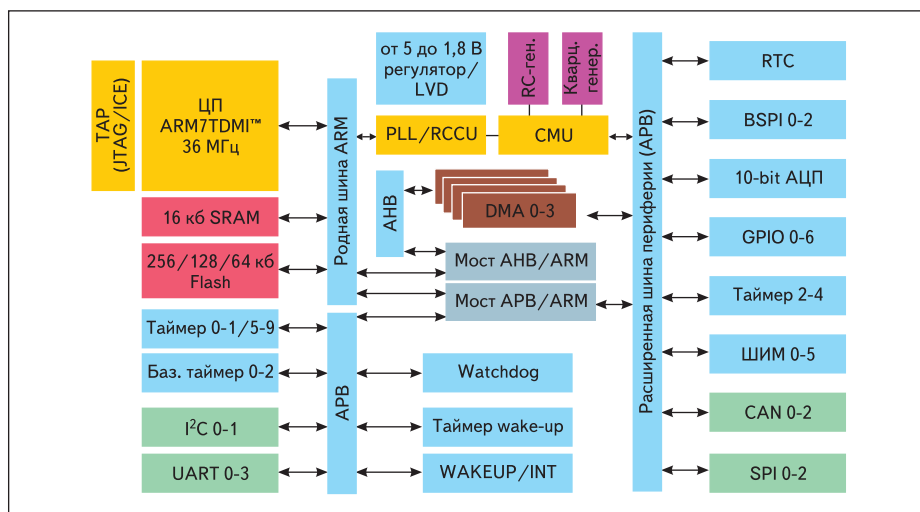 TAP
(JTAG/ICE)
ЦП
ARM7TDMI™
36 МГц
16 кб SRAM
256/128/64 кб
Flash
Таймер 0-1/5-9
Баз. таймер 0-2
I²C 0-1
UART 0-3
Родная шина ARM
APB
от 5 до 1,8 В
регулятор/
LVD
RC-ген.
Кварц.
генер.
PLL/RCCU
CMU
AHB
DMA 0-3
Мост AHB/ARM
Мост APB/ARM
Watchdog
Таймер wake-up
WAKEUP/INT
Расширенная шина периферии (APB)
RTC
BSPI 0-2
10-bit АЦП
GPIO 0-6
Таймер 2-4
ШИМ 0-5
CAN 0-2
SPI 0-2